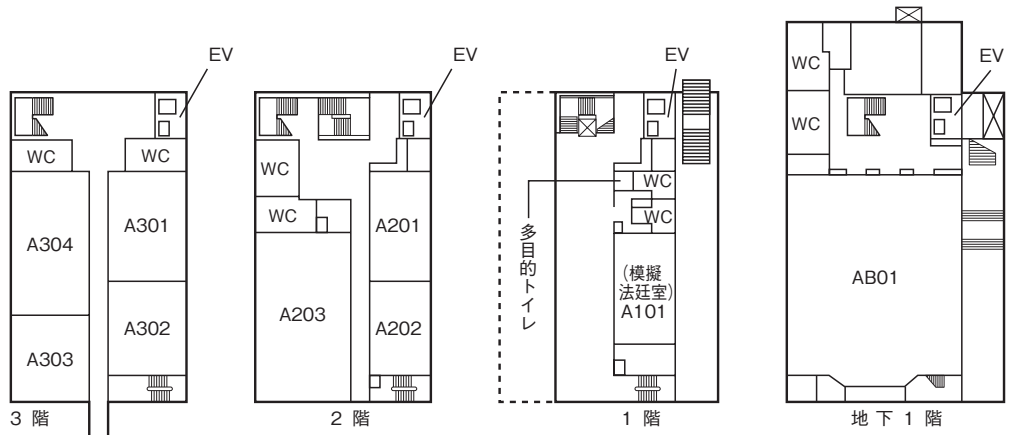 EV
WC
WC
A304
A301
A303
A302
3 階
EV
WC
WC
A201
A203
A202
2 階
EV
WC
WC
多目的トイレ
(模擬
法廷室)
A101
1 階
EV
WC
WC
AB01
地 下 1 階